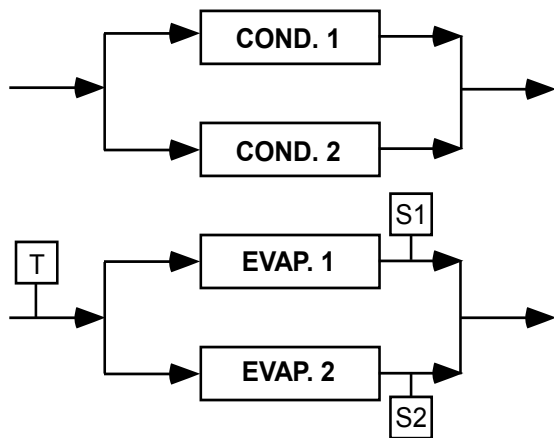 COND. 1
COND. 2
S1
T
EVAP. 1
EVAP. 2
S2